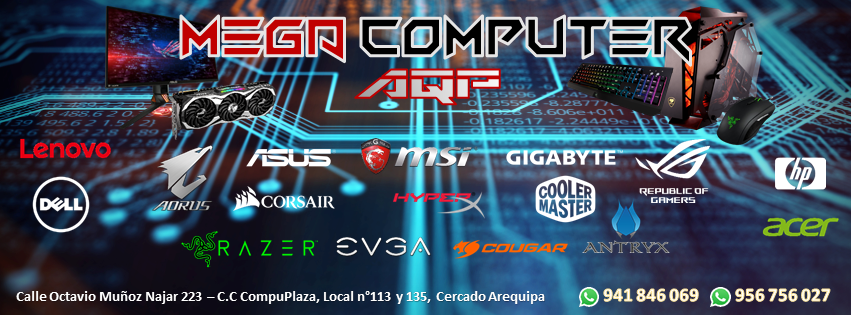 MEGA COMPUTER
AQP
Lenovo AORUS ASUS msi GIGABYTE REPUBLIC OF GAMERS hp
DELL CORSAIR HYPERX COOLER MASTER ANTRYX acer
RAZER EVGA COUGAR
Calle Octavio Muñoz Najar 223 – C.C CompuPlaza, Local n°113 y 135, Cercado Arequipa 941 846 069 956 756 027